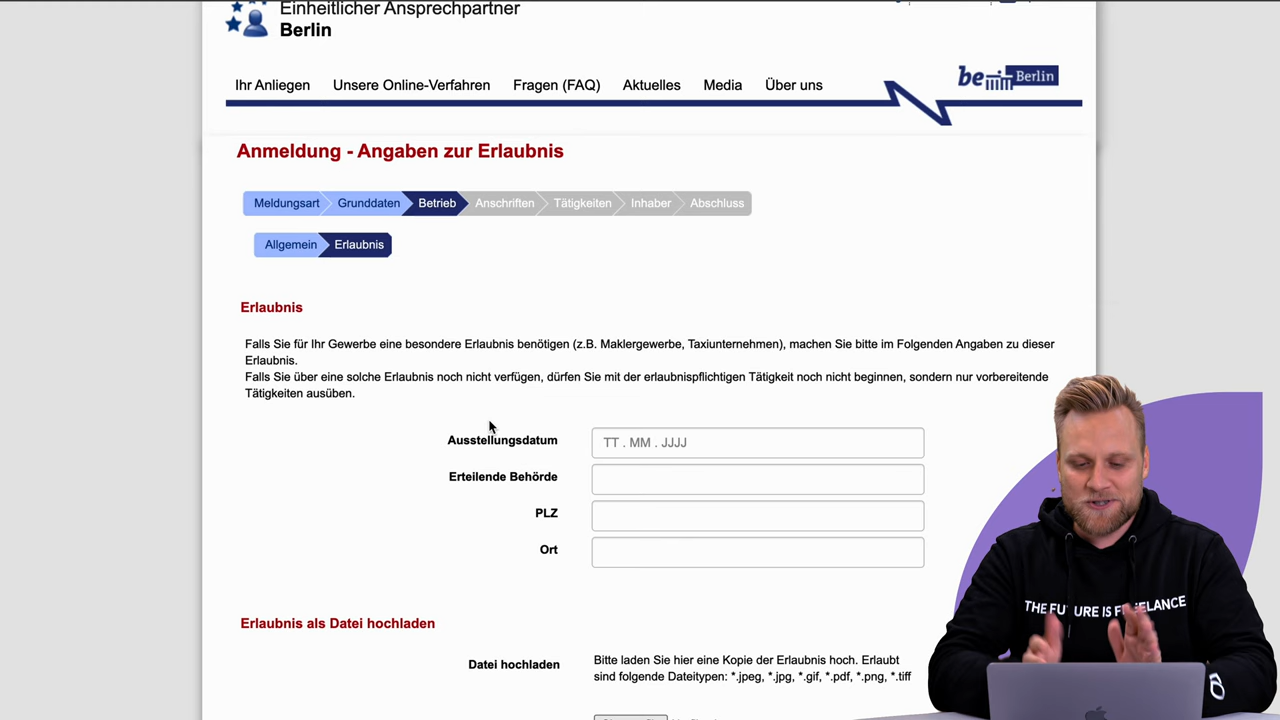 Einheitlicher Ansprechpartner
Berlin
Ihr Anliegen Unsere Online-Verfahren Fragen (FAQ) Aktuelles Media Über uns
be Berlin
Anmeldung - Angaben zur Erlaubnis
Meldungsart Grunddaten Betrieb Anschriften Tätigkeiten Inhaber Abschluss
Allgemein Erlaubnis
Erlaubnis
Falls Sie für Ihr Gewerbe eine besondere Erlaubnis benötigen (z.B. Maklergewerbe, Taxiunternehmen), machen Sie bitte im Folgenden Angaben zu dieser
Erlaubnis.
Falls Sie über eine solche Erlaubnis noch nicht verfügen, dürfen Sie mit der erlaubnispflichtigen Tätigkeit noch nicht beginnen, sondern nur vorbereitende
Tätigkeiten ausüben.
Ausstellungsdatum TT . MM . JJJJ
Erteilende Behörde
PLZ
Ort
THE FUTURE IS FREELANCE
Erlaubnis als Datei hochladen
Datei hochladen Bitte laden Sie hier eine Kopie der Erlaubnis hoch. Erlaubt
sind folgende Dateitypen: *.jpeg, *.jpg, *.gif, *.pdf, *.png, *.tiff